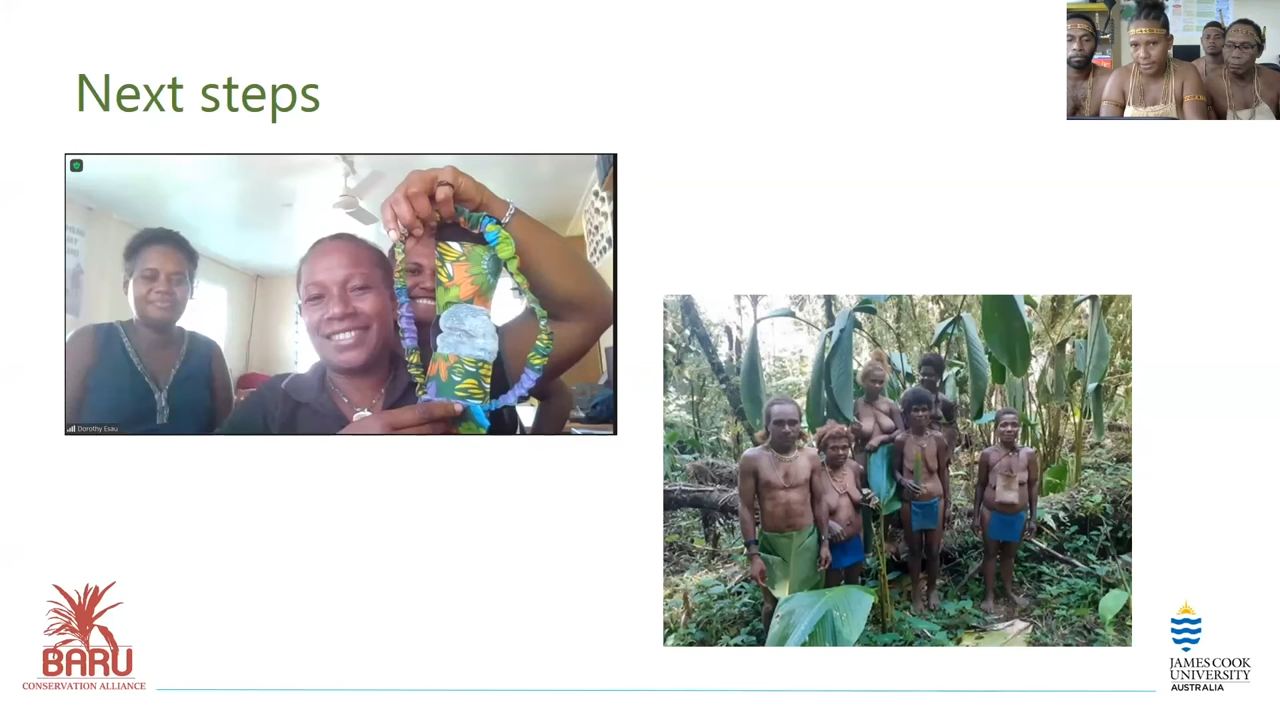 Next steps
Dorothy Esau
BARU
CONSERVATION ALLIANCE
JAMES COOK
UNIVERSITY
AUSTRALIA